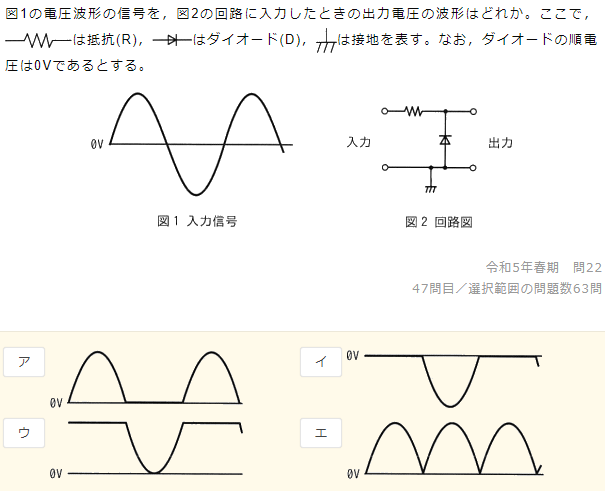 図1の電圧波形の信号を，図2の回路に入力したときの出力電圧の波形はどれか。ここで，
は抵抗(R)， はダイオード(D)， は接地を表す。なお，ダイオードの順電
圧は0Vであるとする。
0V
入力
出力
図1 入力信号
図2 回路図
令和5年春期 問22
47問目／選択範囲の問題数63問
ア
0V
イ
0V
ウ
0V
エ
0V